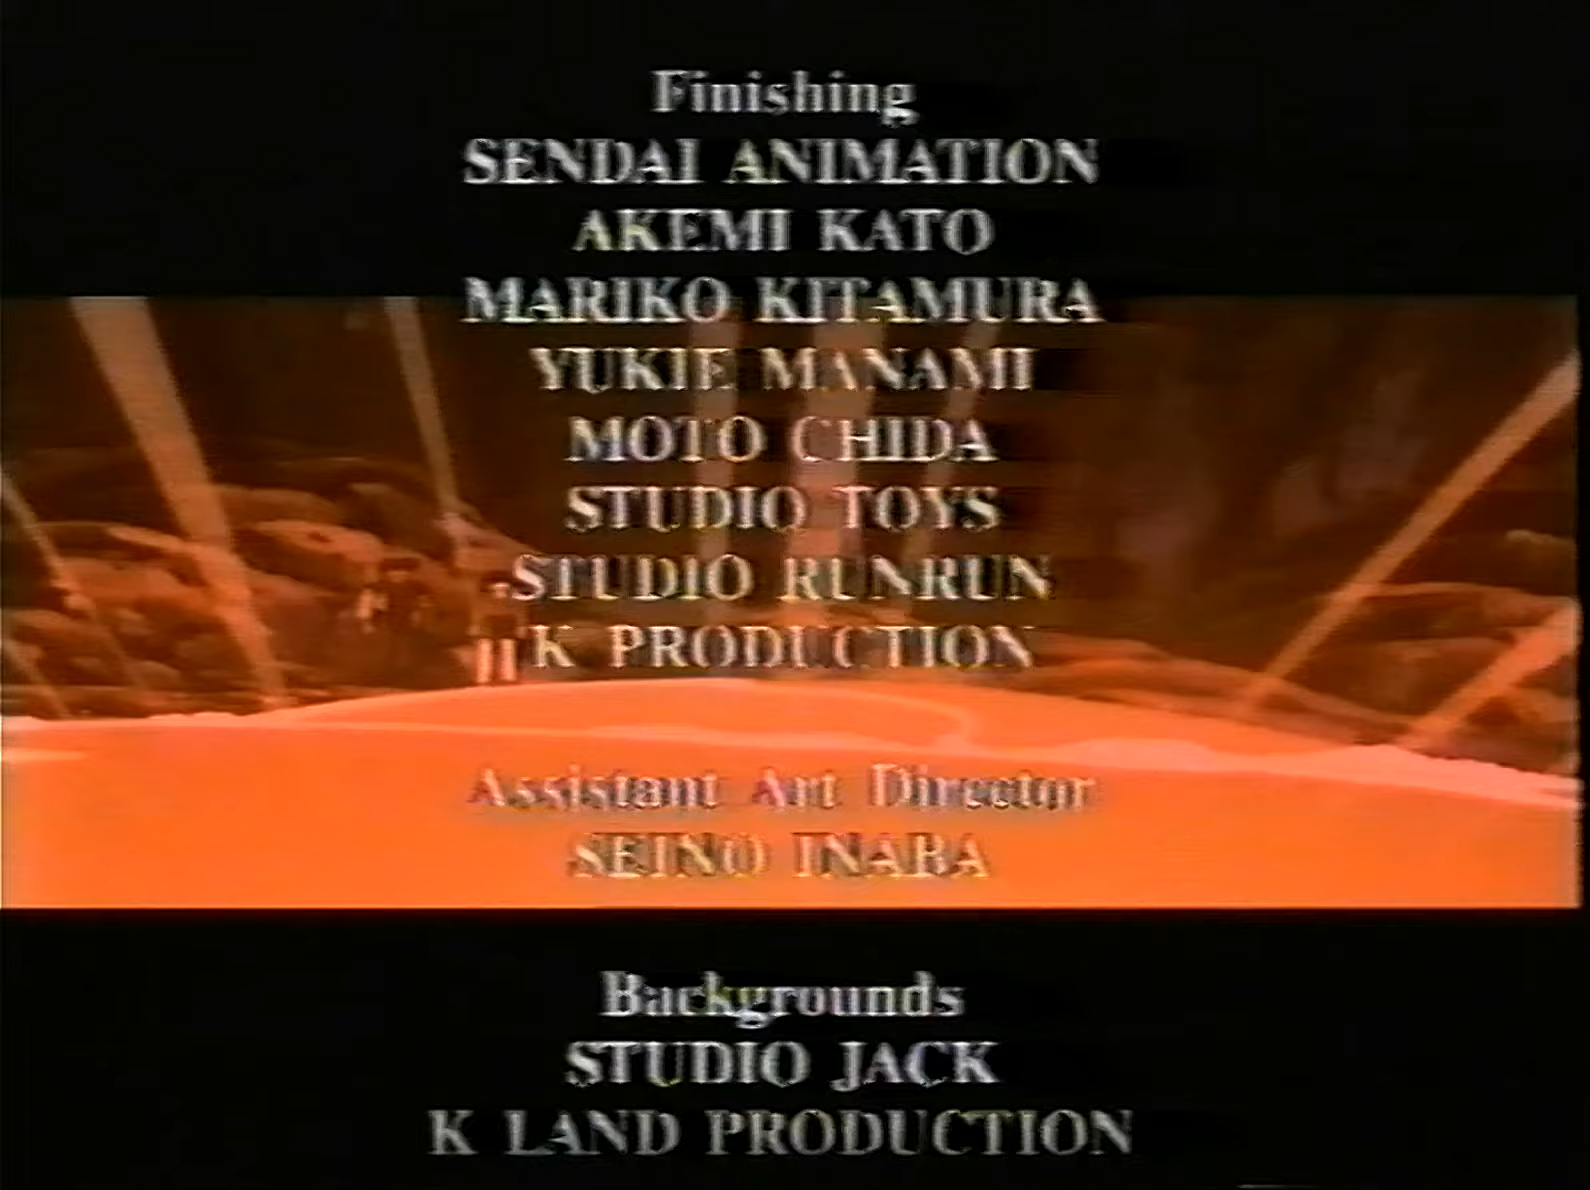 Finishing
SENDAI ANIMATION
AKEMI KATO
MARIKO KITAMURA
YUKIE MANAMI
MOTO CHIDA
STUDIO TOYS
STUDIO RUNRUN
K PRODUCTION
Assistant Art Director
SEINO INABA
Backgrounds
STUDIO JACK
K LAND PRODUCTION